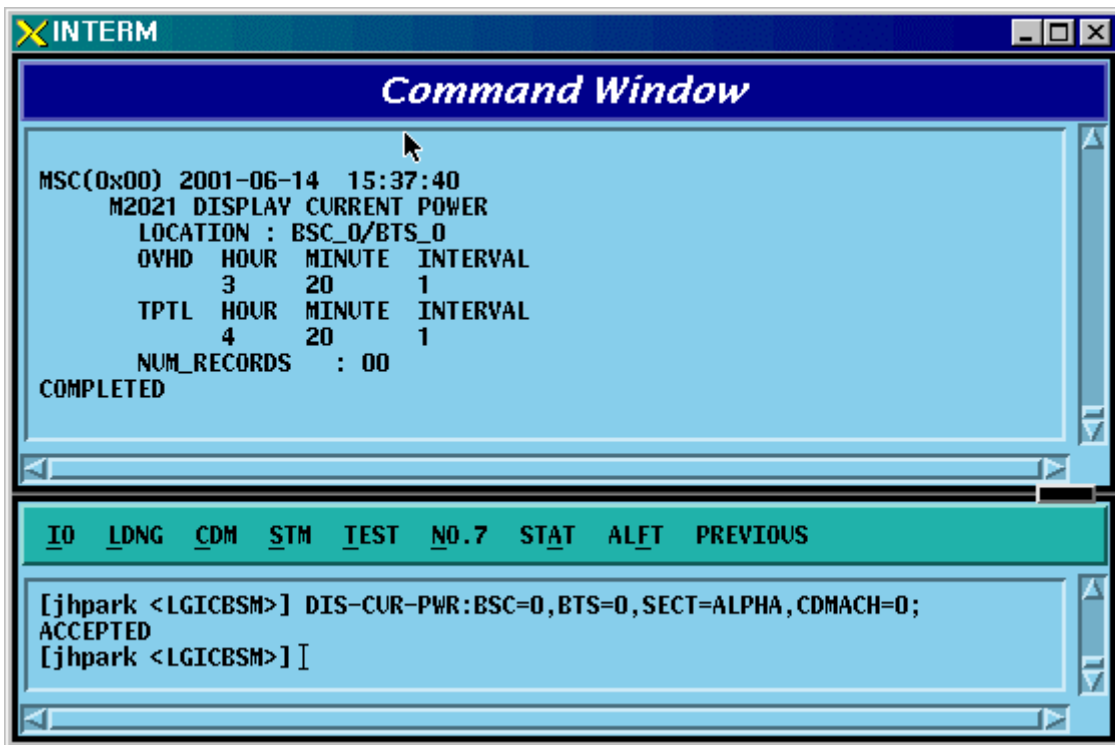 INTERM
Command Window
MSC(0x00) 2001-06-14 15:37:40
M2021 DISPLAY CURRENT POWER
LOCATION : BSC_0/BTS_0
OVHD HOUR MINUTE INTERVAL
3 20 1
TPTL HOUR MINUTE INTERVAL
4 20 1
NUM_RECORDS : 00
COMPLETED
IO LDNG CDM STM TEST NO.7 STAT ALFT PREVIOUS
[jhpark <LGICBSM>] DIS-CUR-PWR:BSC=0,BTS=0,SECT=ALPHA,CDMACH=0;
ACCEPTED
[jhpark <LGICBSM>]